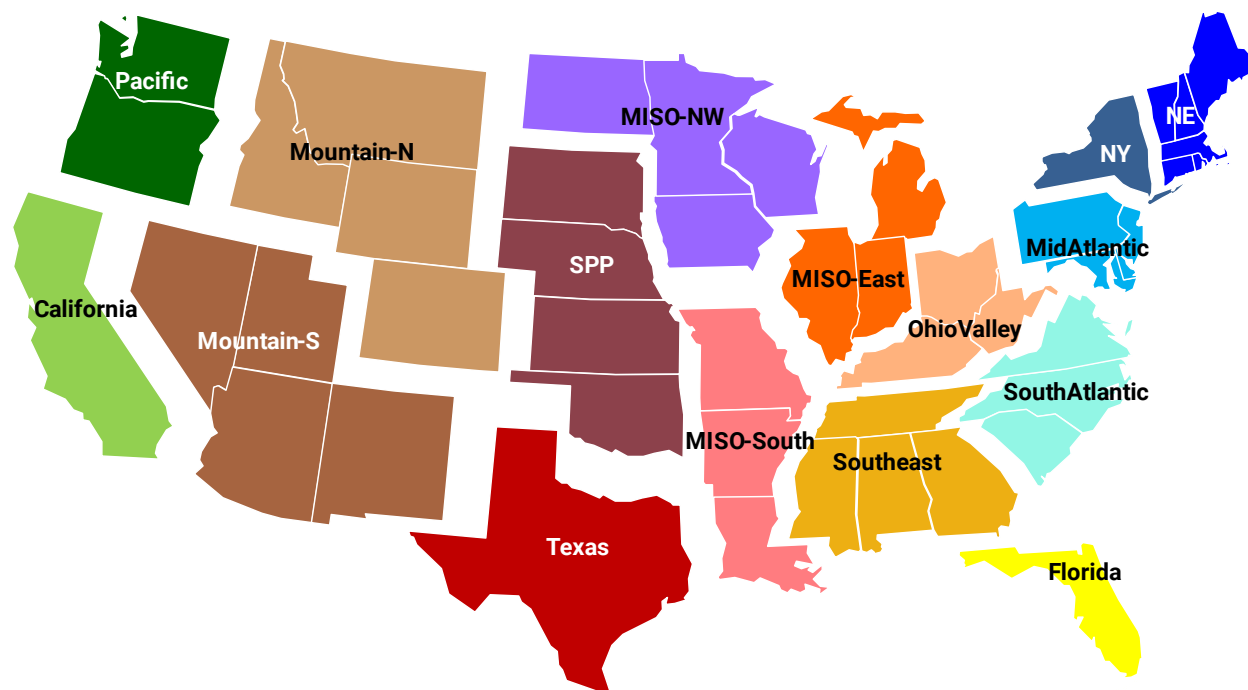 Pacific
NE
MISO-NW
Mountain-N
NY
MidAtlantic
SPP
MISO-East
California
OhioValley
Mountain-S
SouthAtlantic
MISO-South
Southeast
Texas
Florida